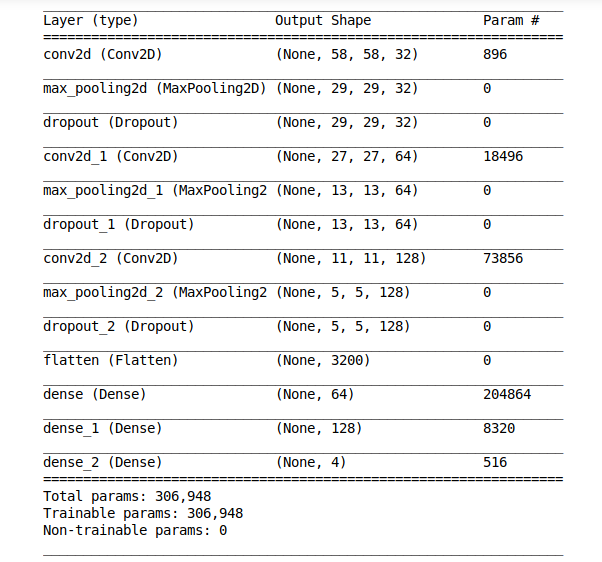 Layer (type) Output Shape Param #
=================================================================
conv2d (Conv2D) (None, 58, 58, 32) 896
max_pooling2d (MaxPooling2D) (None, 29, 29, 32) 0
dropout (Dropout) (None, 29, 29, 32) 0
conv2d_1 (Conv2D) (None, 27, 27, 64) 18496
max_pooling2d_1 (MaxPooling2 (None, 13, 13, 64) 0
dropout_1 (Dropout) (None, 13, 13, 64) 0
conv2d_2 (Conv2D) (None, 11, 11, 128) 73856
max_pooling2d_2 (MaxPooling2 (None, 5, 5, 128) 0
dropout_2 (Dropout) (None, 5, 5, 128) 0
flatten (Flatten) (None, 3200) 0
dense (Dense) (None, 64) 204864
dense_1 (Dense) (None, 128) 8320
dense_2 (Dense) (None, 4) 516
=================================================================
Total params: 306,948
Trainable params: 306,948
Non-trainable params: 0